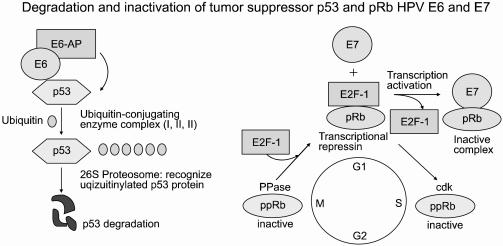 Degradation and inactivation of tumor suppressor p53 and pRb HPV E6 and E7
E6-AP
E6
p53
Ubiquitin
Ubiquitin-conjugating
enzyme complex (I, II, II)
p53
26S Proteosome: recognize
uqizuitinylated p53 protein
p53 degradation
E7
+
E2F-1
pRb
Transcriptional
repressin
Transcription
activation
E2F-1
E7
pRb
Inactive
complex
E2F-1
PPase
ppRb
inactive
G1
M
S
G2
cdk
ppRb
inactive